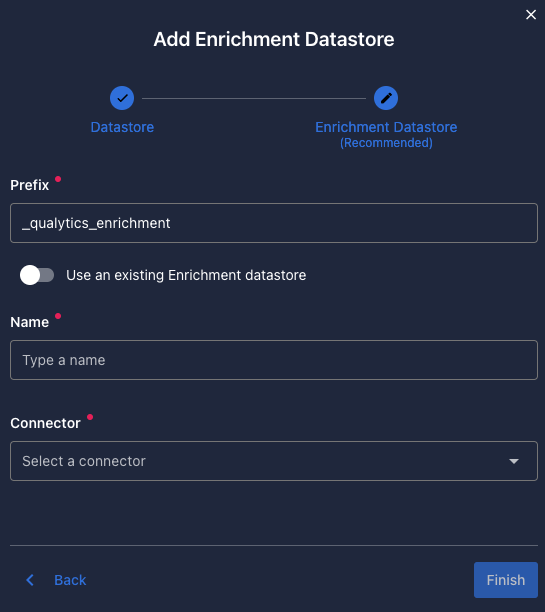 Add Enrichment Datastore
Datastore
Enrichment Datastore
(Recommended)
Prefix
_qualytics_enrichment
Use an existing Enrichment datastore
Name
Type a name
Connector
Select a connector
Back
Finish